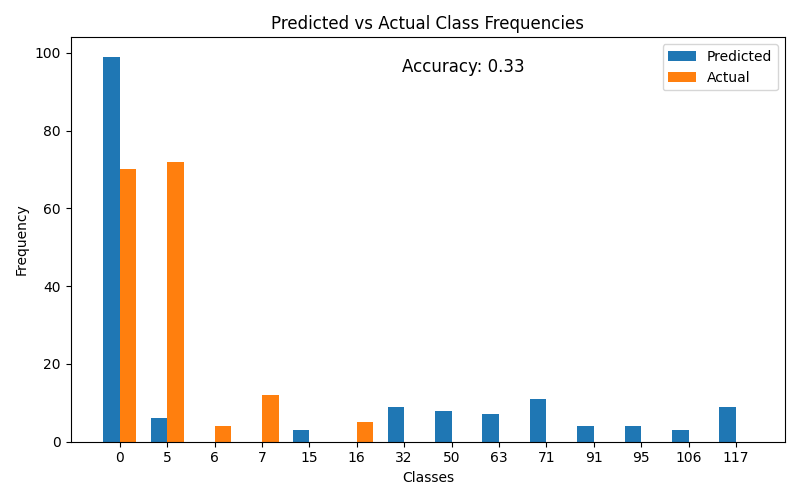 Predicted vs Actual Class Frequencies
Accuracy: 0.33
Predicted
Actual
100
80
60
40
20
0
Frequency
0 5 6 7 15 16 32 50 63 71 91 95 106 117
Classes